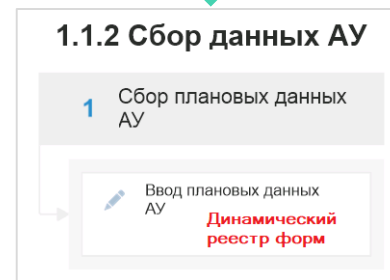 1.1.2 Сбор данных АУ
1 Сбор плановых данных
АУ
Ввод плановых данных
АУ
Динамический
реестр форм